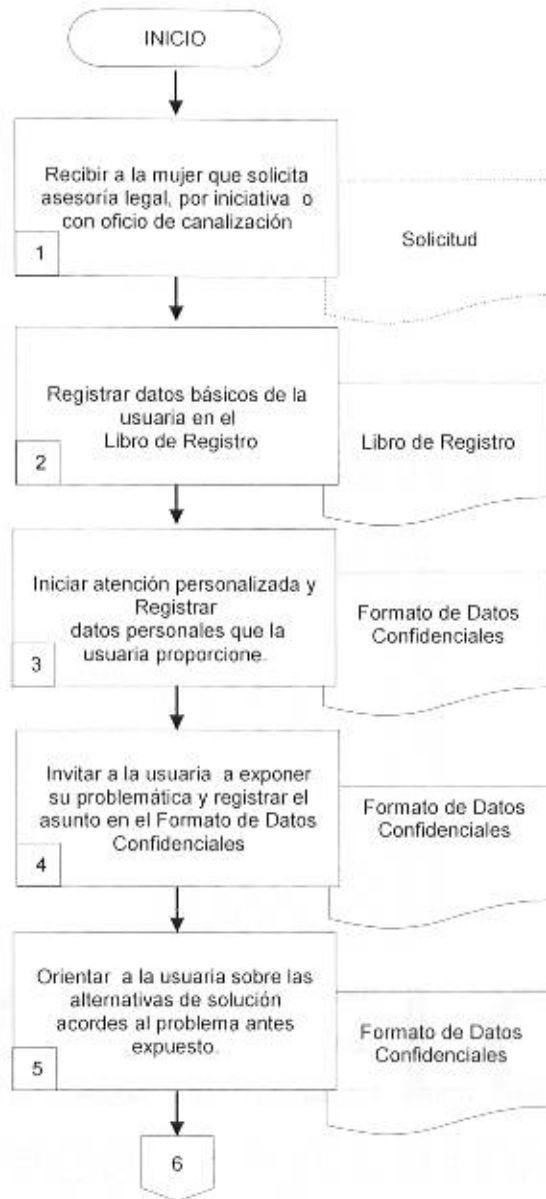 INICIO
Recibir a la mujer que solicita
asesoría legal, por iniciativa o
con oficio de canalización
1
Solicitud
Registrar datos básicos de la
usuaria en el
Libro de Registro
2
Libro de Registro
Iniciar atención personalizada y
Registrar
datos personales que la
usuaria proporcione.
3
Formato de Datos
Confidenciales
Invitar a la usuaria a exponer
su problemática y registrar el
asunto en el Formato de Datos
Confidenciales
4
Formato de Datos
Confidenciales
Orientar a la usuaria sobre las
alternativas de solución
acordes al problema antes
expuesto.
5
Formato de Datos
Confidenciales
6